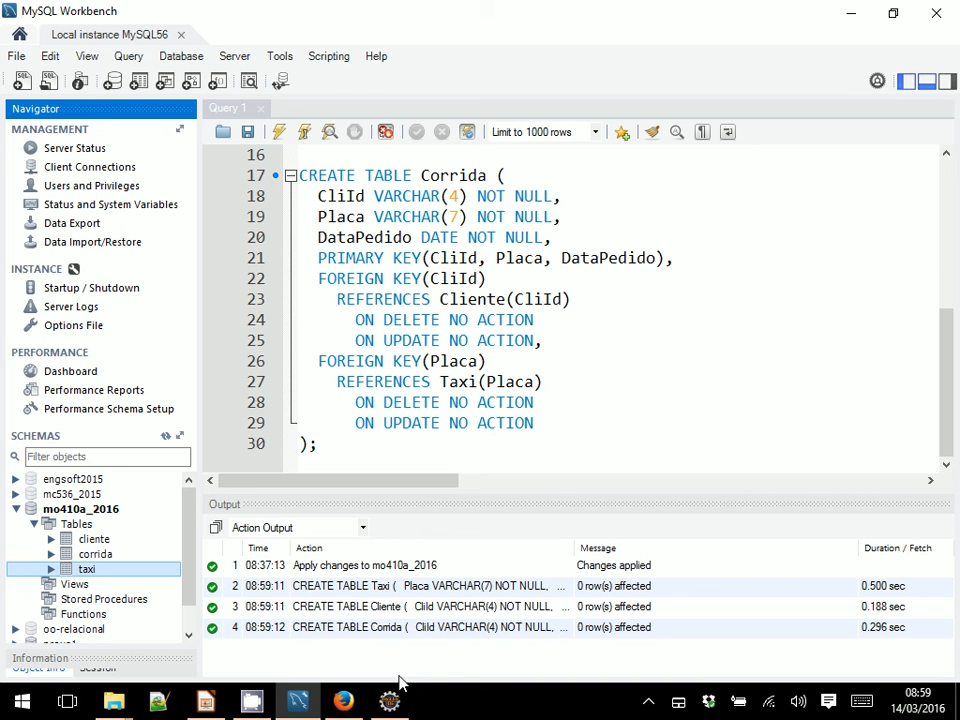 MySQL Workbench
Local instance MySQL56
File Edit View Query Database Server Tools Scripting Help
Navigator
MANAGEMENT
Server Status
Client Connections
Users and Privileges
Status and System Variables
Data Export
Data Import/Restore
INSTANCE
Startup / Shutdown
Server Logs
Options File
PERFORMANCE
Dashboard
Performance Reports
Performance Schema Setup
SCHEMAS
Filter objects
engsoft2015
mc536_2015
mo410a_2016
Tables
cliente
corrida
taxi
Views
Stored Procedures
Functions
oo-relacional
Information
Object Info Session
Query 1
Limit to 1000 rows
16
17 CREATE TABLE Corrida (
18 CliId VARCHAR(4) NOT NULL,
19 Placa VARCHAR(7) NOT NULL,
20 DataPedido DATE NOT NULL,
21 PRIMARY KEY(CliId, Placa, DataPedido),
22 FOREIGN KEY(CliId)
23 REFERENCES Cliente(CliId)
24 ON DELETE NO ACTION
25 ON UPDATE NO ACTION,
26 FOREIGN KEY(Placa)
27 REFERENCES Taxi(Placa)
28 ON DELETE NO ACTION
29 ON UPDATE NO ACTION
30 );
Output
Action Output
Time Action Message Duration / Fetch
1 08:37:13 Apply changes to mo410a_2016 Changes applied
2 08:59:11 CREATE TABLE Taxi ( Placa VARCHAR(7) NOT NULL, ... 0 row(s) affected 0.500 sec
3 08:59:11 CREATE TABLE Cliente ( CliId VARCHAR(4) NOT NULL, ... 0 row(s) affected 0.188 sec
4 08:59:12 CREATE TABLE Corrida ( CliId VARCHAR(4) NOT NULL, ... 0 row(s) affected 0.296 sec
08:59
14/03/2016